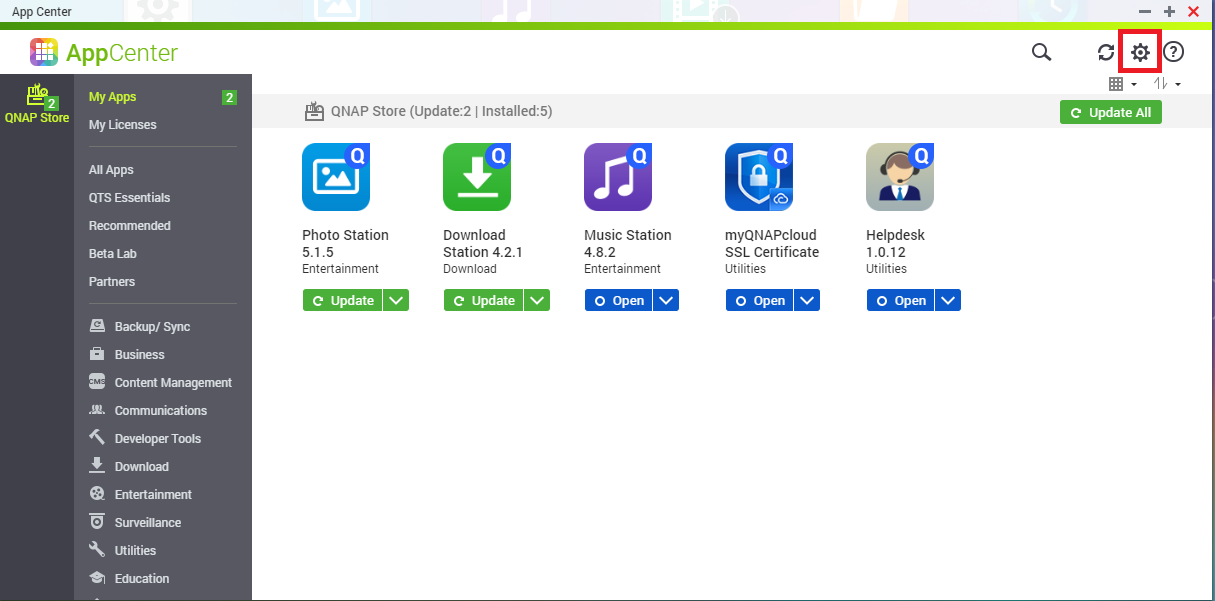 App Center
AppCenter
?
2
QNAP Store
My Apps 2
My Licenses
All Apps
QTS Essentials
Recommended
Beta Lab
Partners
Backup/ Sync
Business
CMS Content Management
Communications
Developer Tools
Download
Entertainment
Surveillance
Utilities
Education
QNAP Store (Update:2 | Installed:5)
Update All
Q
Photo Station
5.1.5
Entertainment
Update
Q
Download
Station 4.2.1
Download
Update
Q
Music Station
4.8.2
Entertainment
Open
Q
myQNAPcloud
SSL Certificate
Utilities
Open
Q
Helpdesk
1.0.12
Utilities
Open